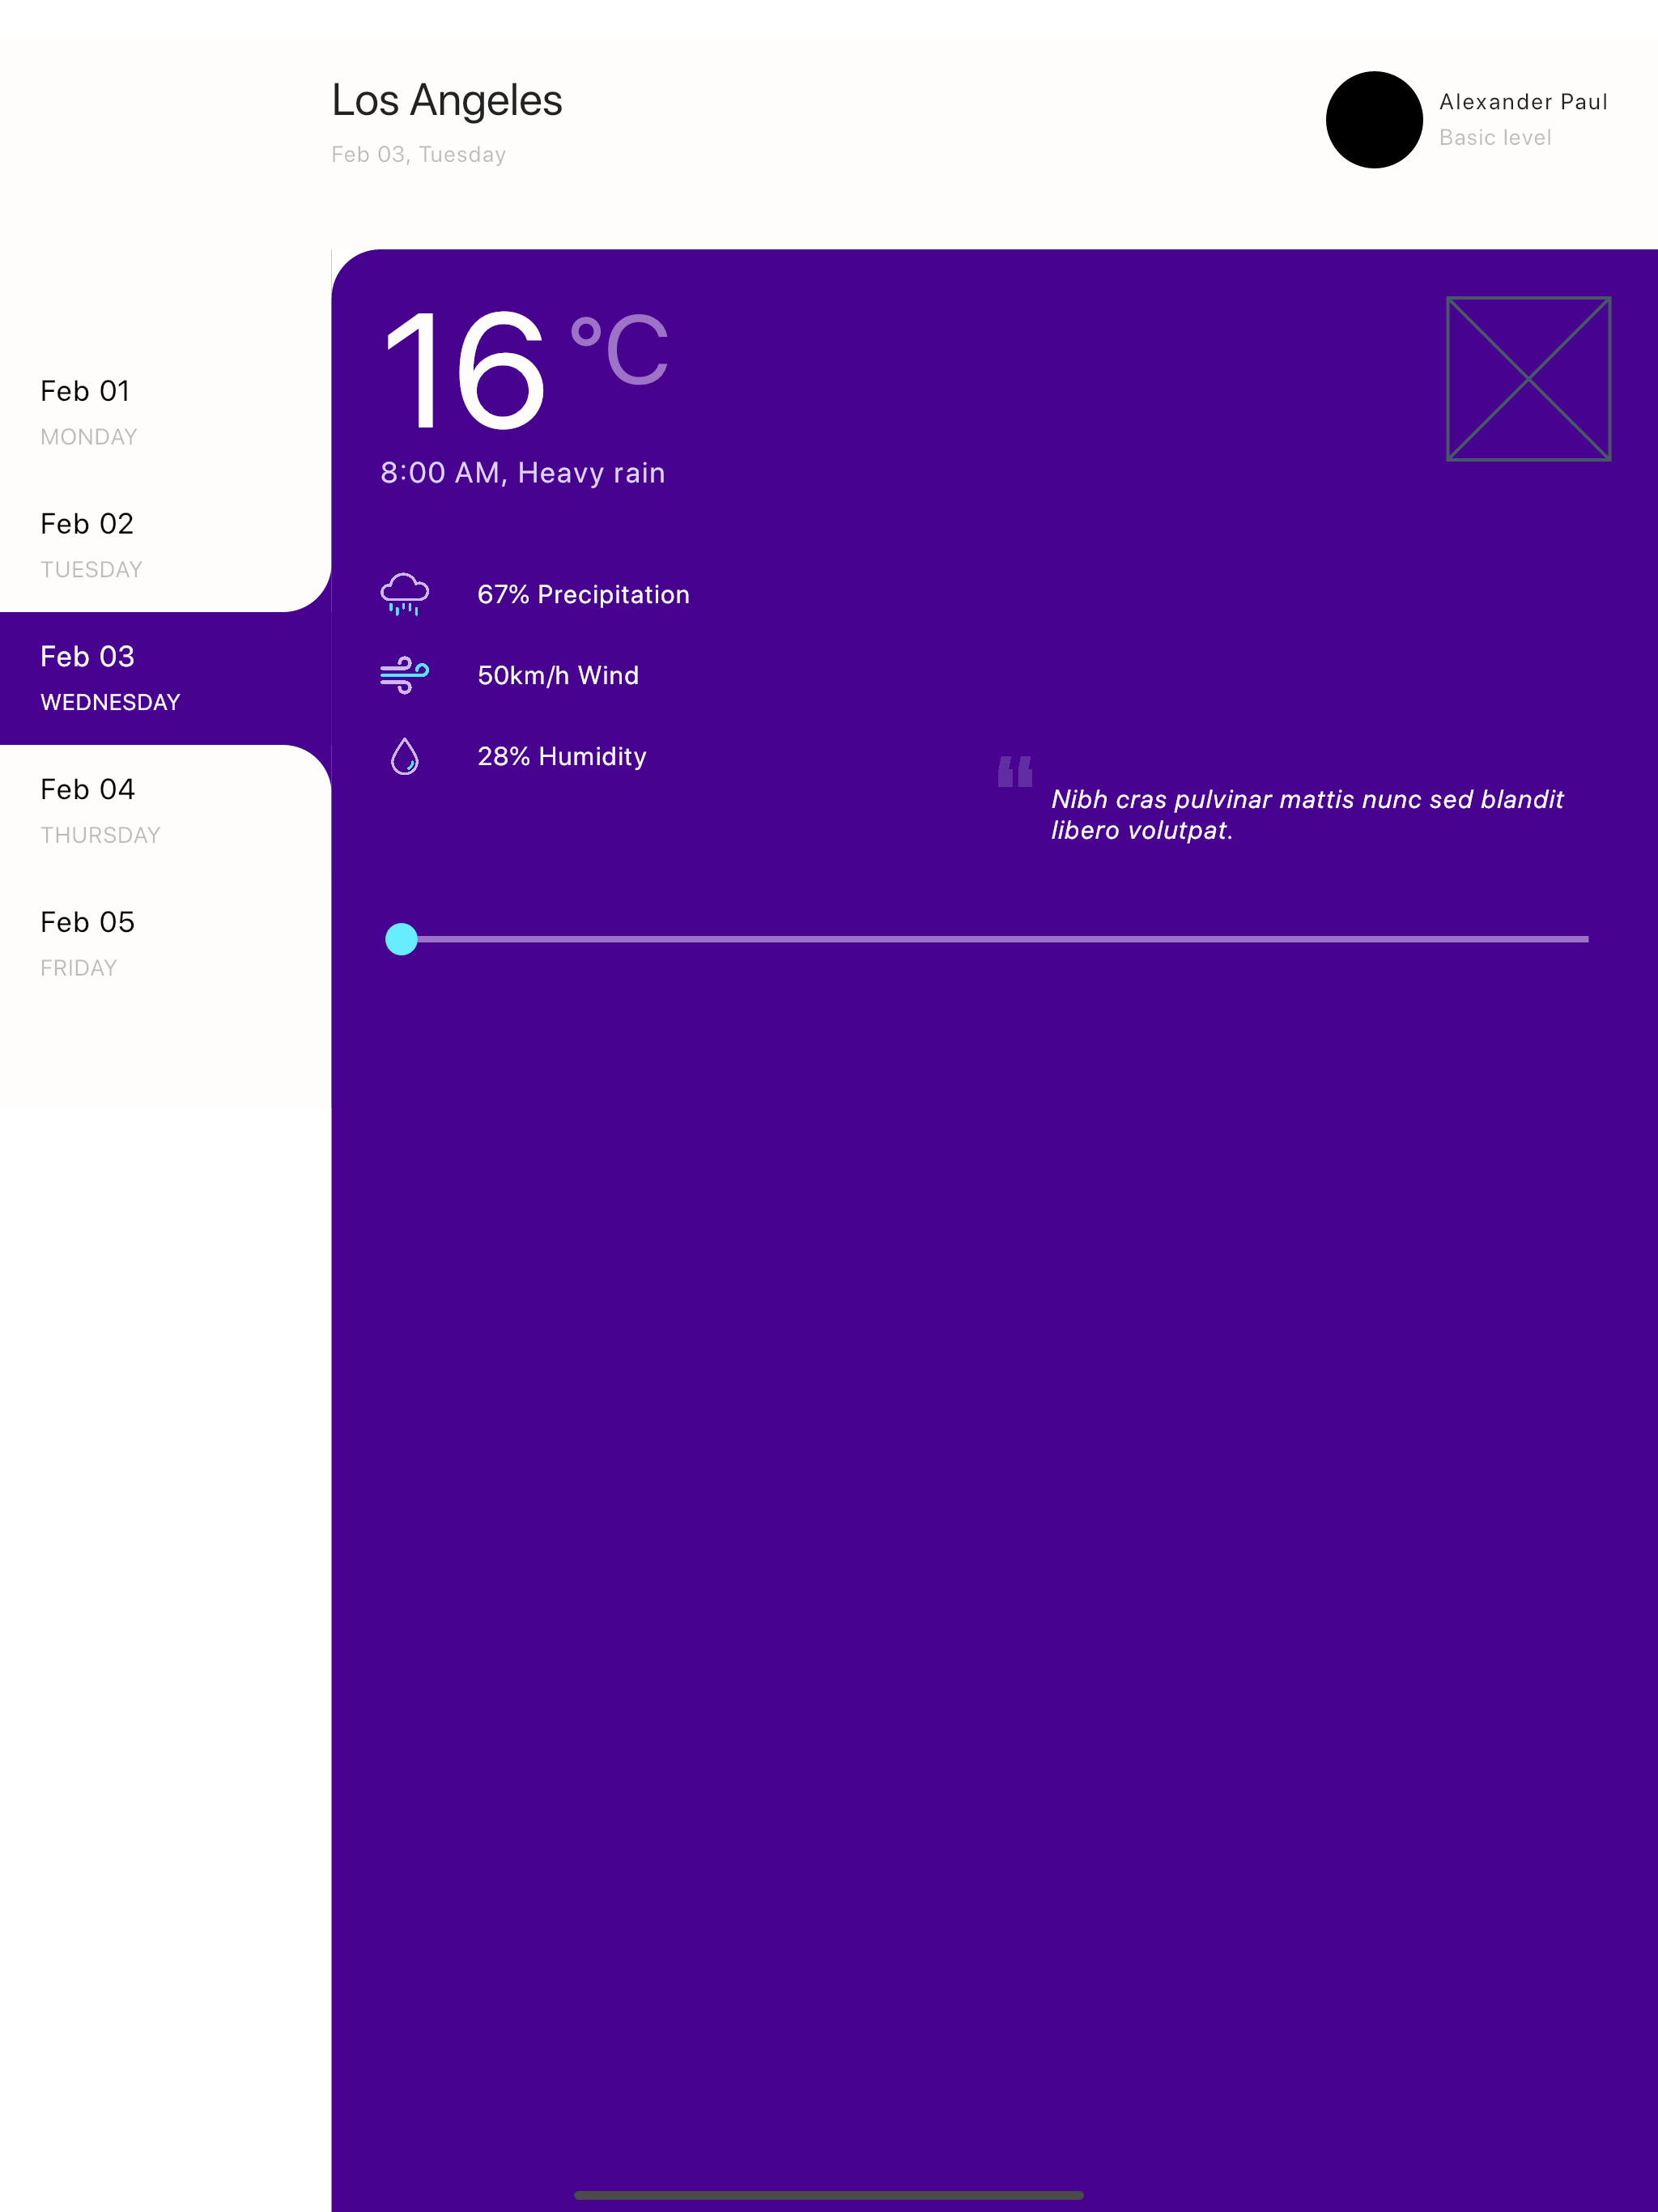 Los Angeles
Feb 03, Tuesday
Alexander Paul
Basic level
Feb 01
MONDAY
Feb 02
TUESDAY
Feb 03
WEDNESDAY
Feb 04
THURSDAY
Feb 05
FRIDAY
16 °C
8:00 AM, Heavy rain
67% Precipitation
50km/h Wind
28% Humidity
“
Nibh cras pulvinar mattis nunc sed blandit
libero volutpat.